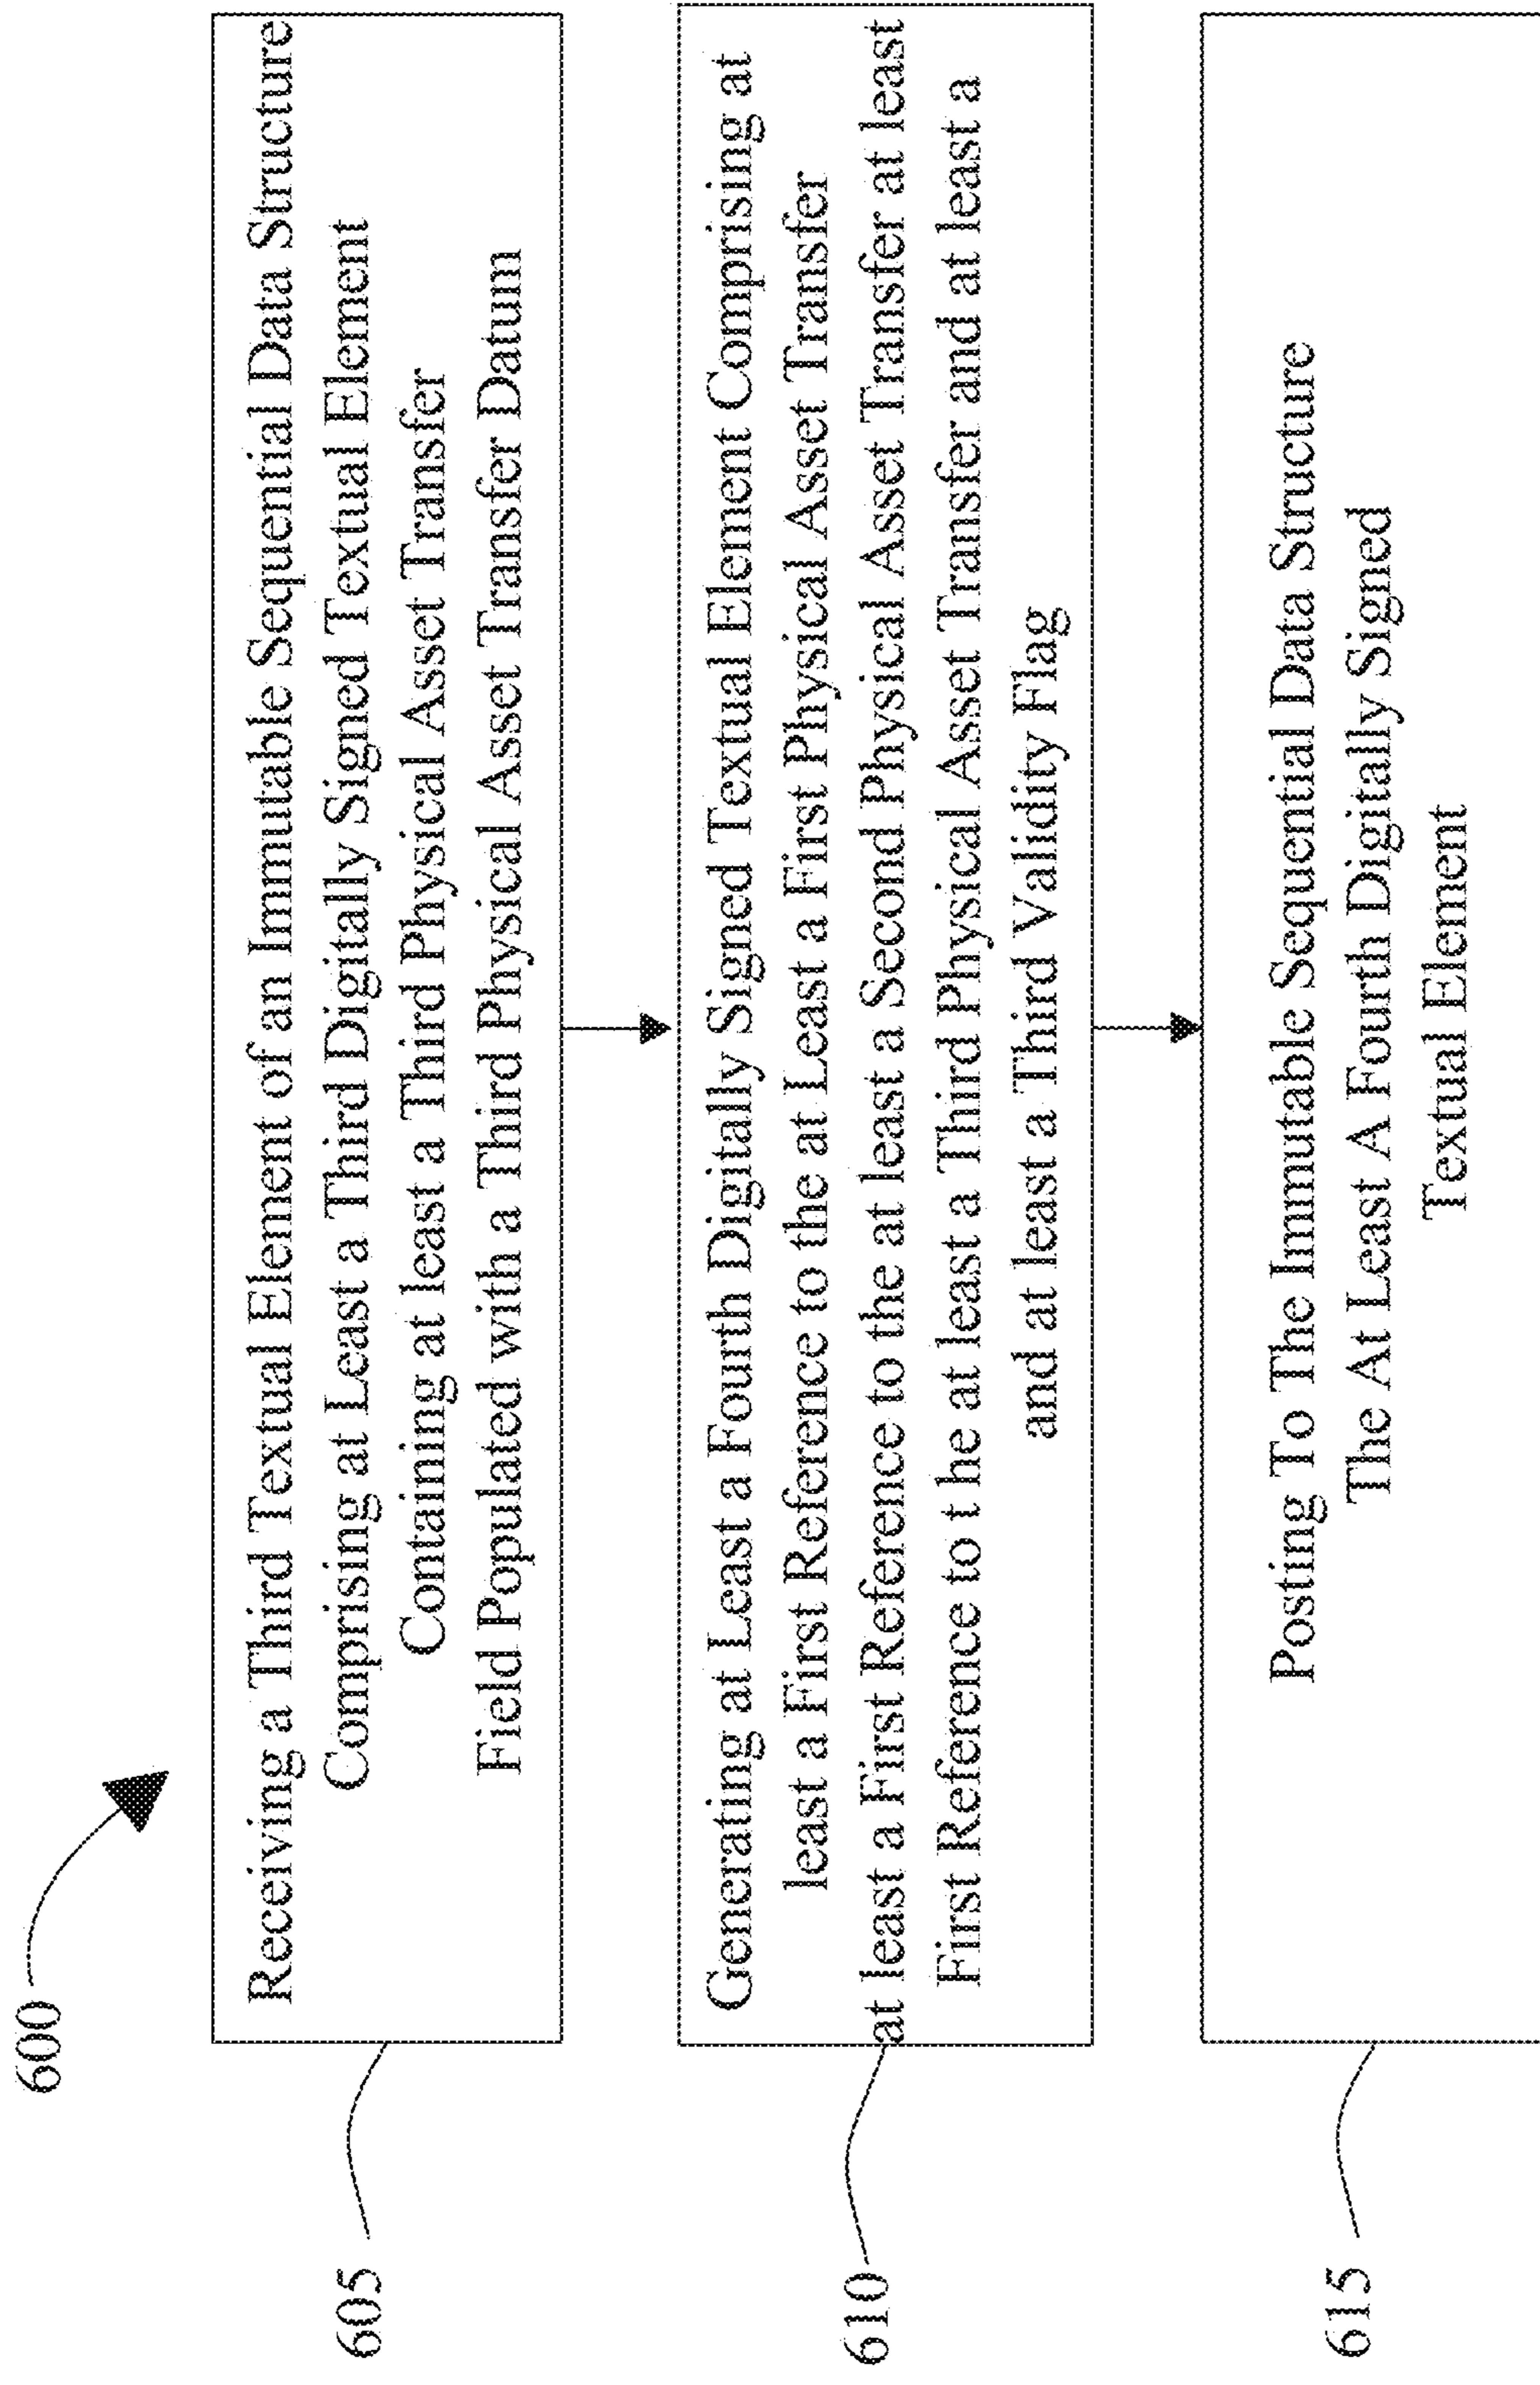 600
605
Receiving a Third Textual Element of an Immutable Sequential Data Structure
Comprising at Least a Third Digitally Signed Textual Element
Containing at least a Third Physical Asset Transfer
Field Populated with a Third Physical Asset Transfer Datum
610
Generating at Least a Fourth Digitally Signed Textual Element Comprising at
least a First Reference to the at Least a First Physical Asset Transfer
at least a First Reference to the at least a Second Physical Asset Transfer at least
First Reference to t he at least a Third Physical Asset Transfer and at least a
and at least a Third Validity Flag
615
Posting To The Immutable Sequential Data Structure
The At Least A Fourth Digitally Signed
Textual Element